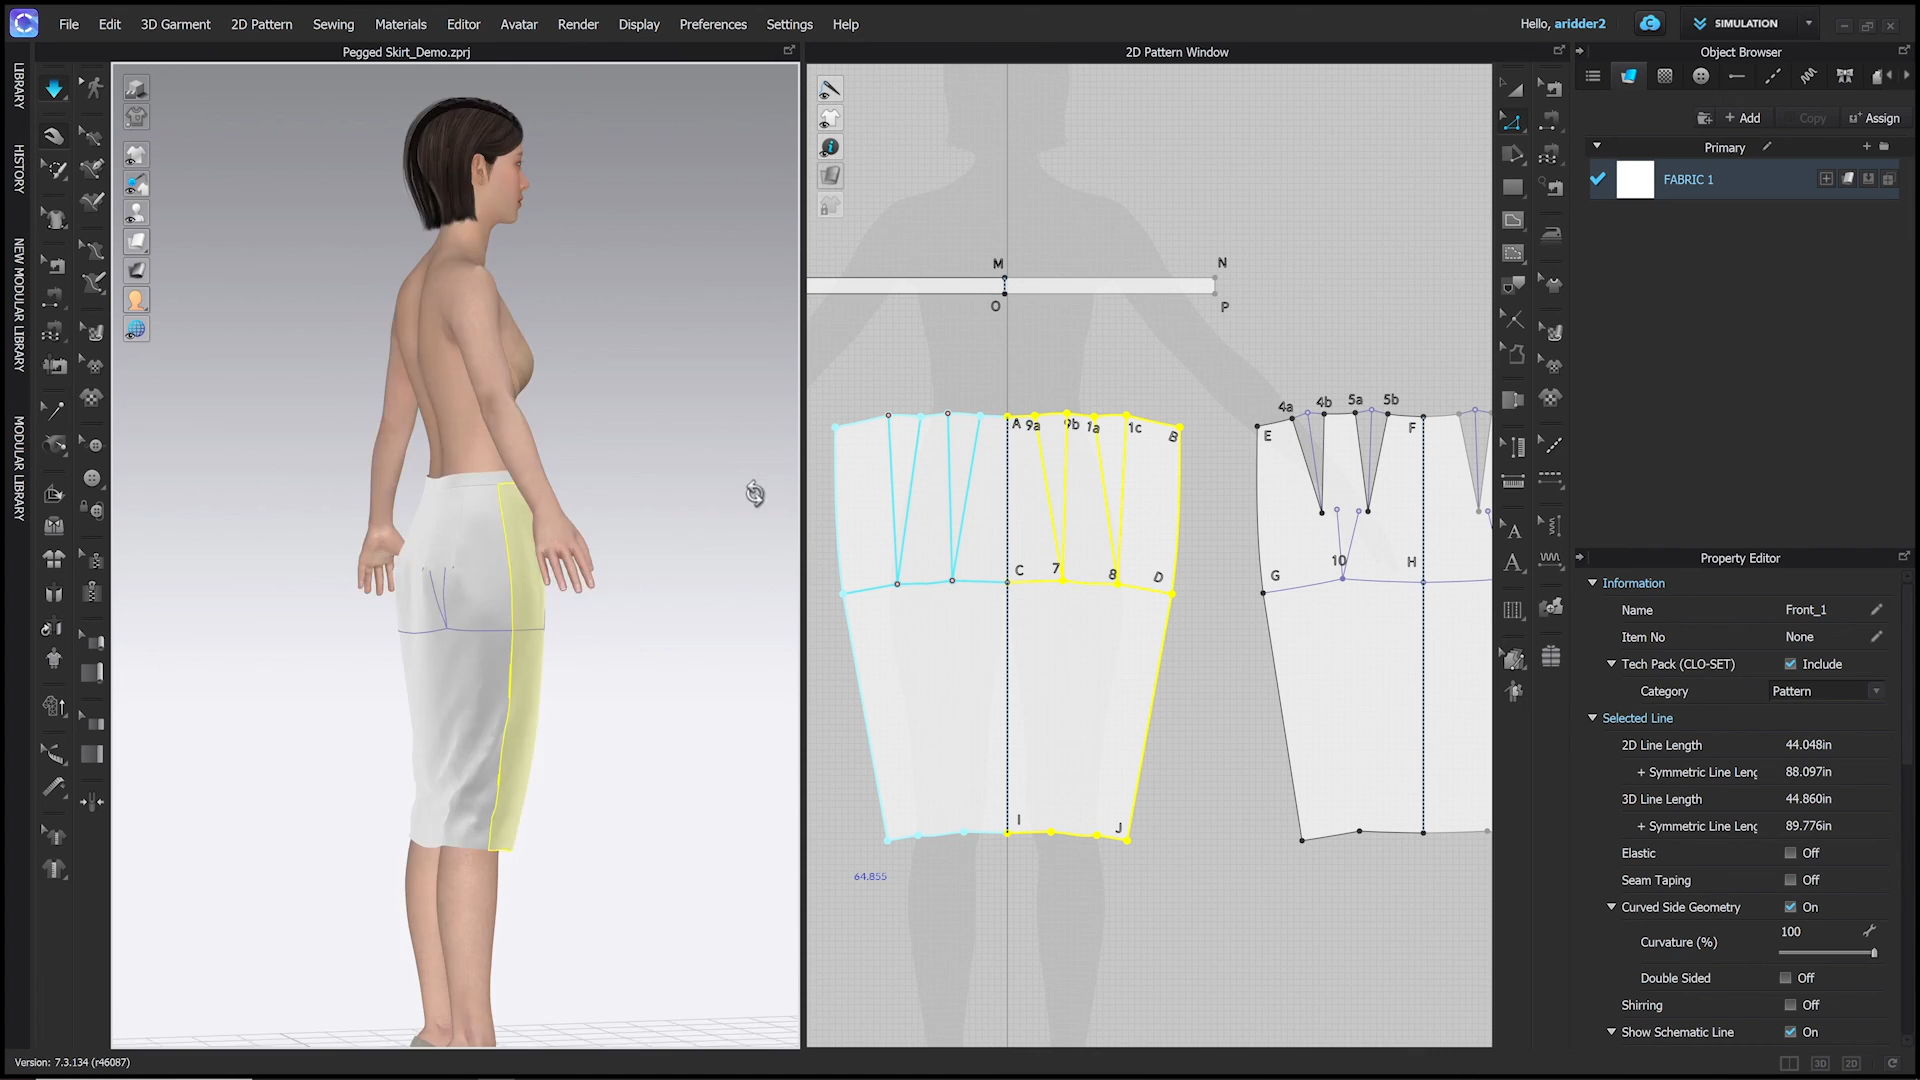 File Edit 3D Garment 2D Pattern Sewing Materials Editor Avatar Render Display Preferences Settings Help
Hello, aridder2
SIMULATION
Pegged Skirt_Demo.zprj
2D Pattern Window
Object Browser
LIBRARY
HISTORY
NEW MODULAR LIBRARY
MODULAR LIBRARY
+ Add
Copy
Assign
Primary
FABRIC 1
M
N
O
P
4a
4b
5a
5b
A
9a
9b
1a
1c
B
E
F
C
7
8
D
G
10
H
I
J
64.855
Property Editor
Information
Name Front_1
Item No None
Tech Pack (CLO-SET) Include
Category Pattern
Selected Line
2D Line Length 44.048in
+ Symmetric Line Leng 88.097in
3D Line Length 44.860in
+ Symmetric Line Leng 89.776in
Elastic Off
Seam Taping Off
Curved Side Geometry On
Curvature (%) 100
Double Sided Off
Shirring Off
Show Schematic Line On
Version: 7.3.134 (r46087)
3D
2D